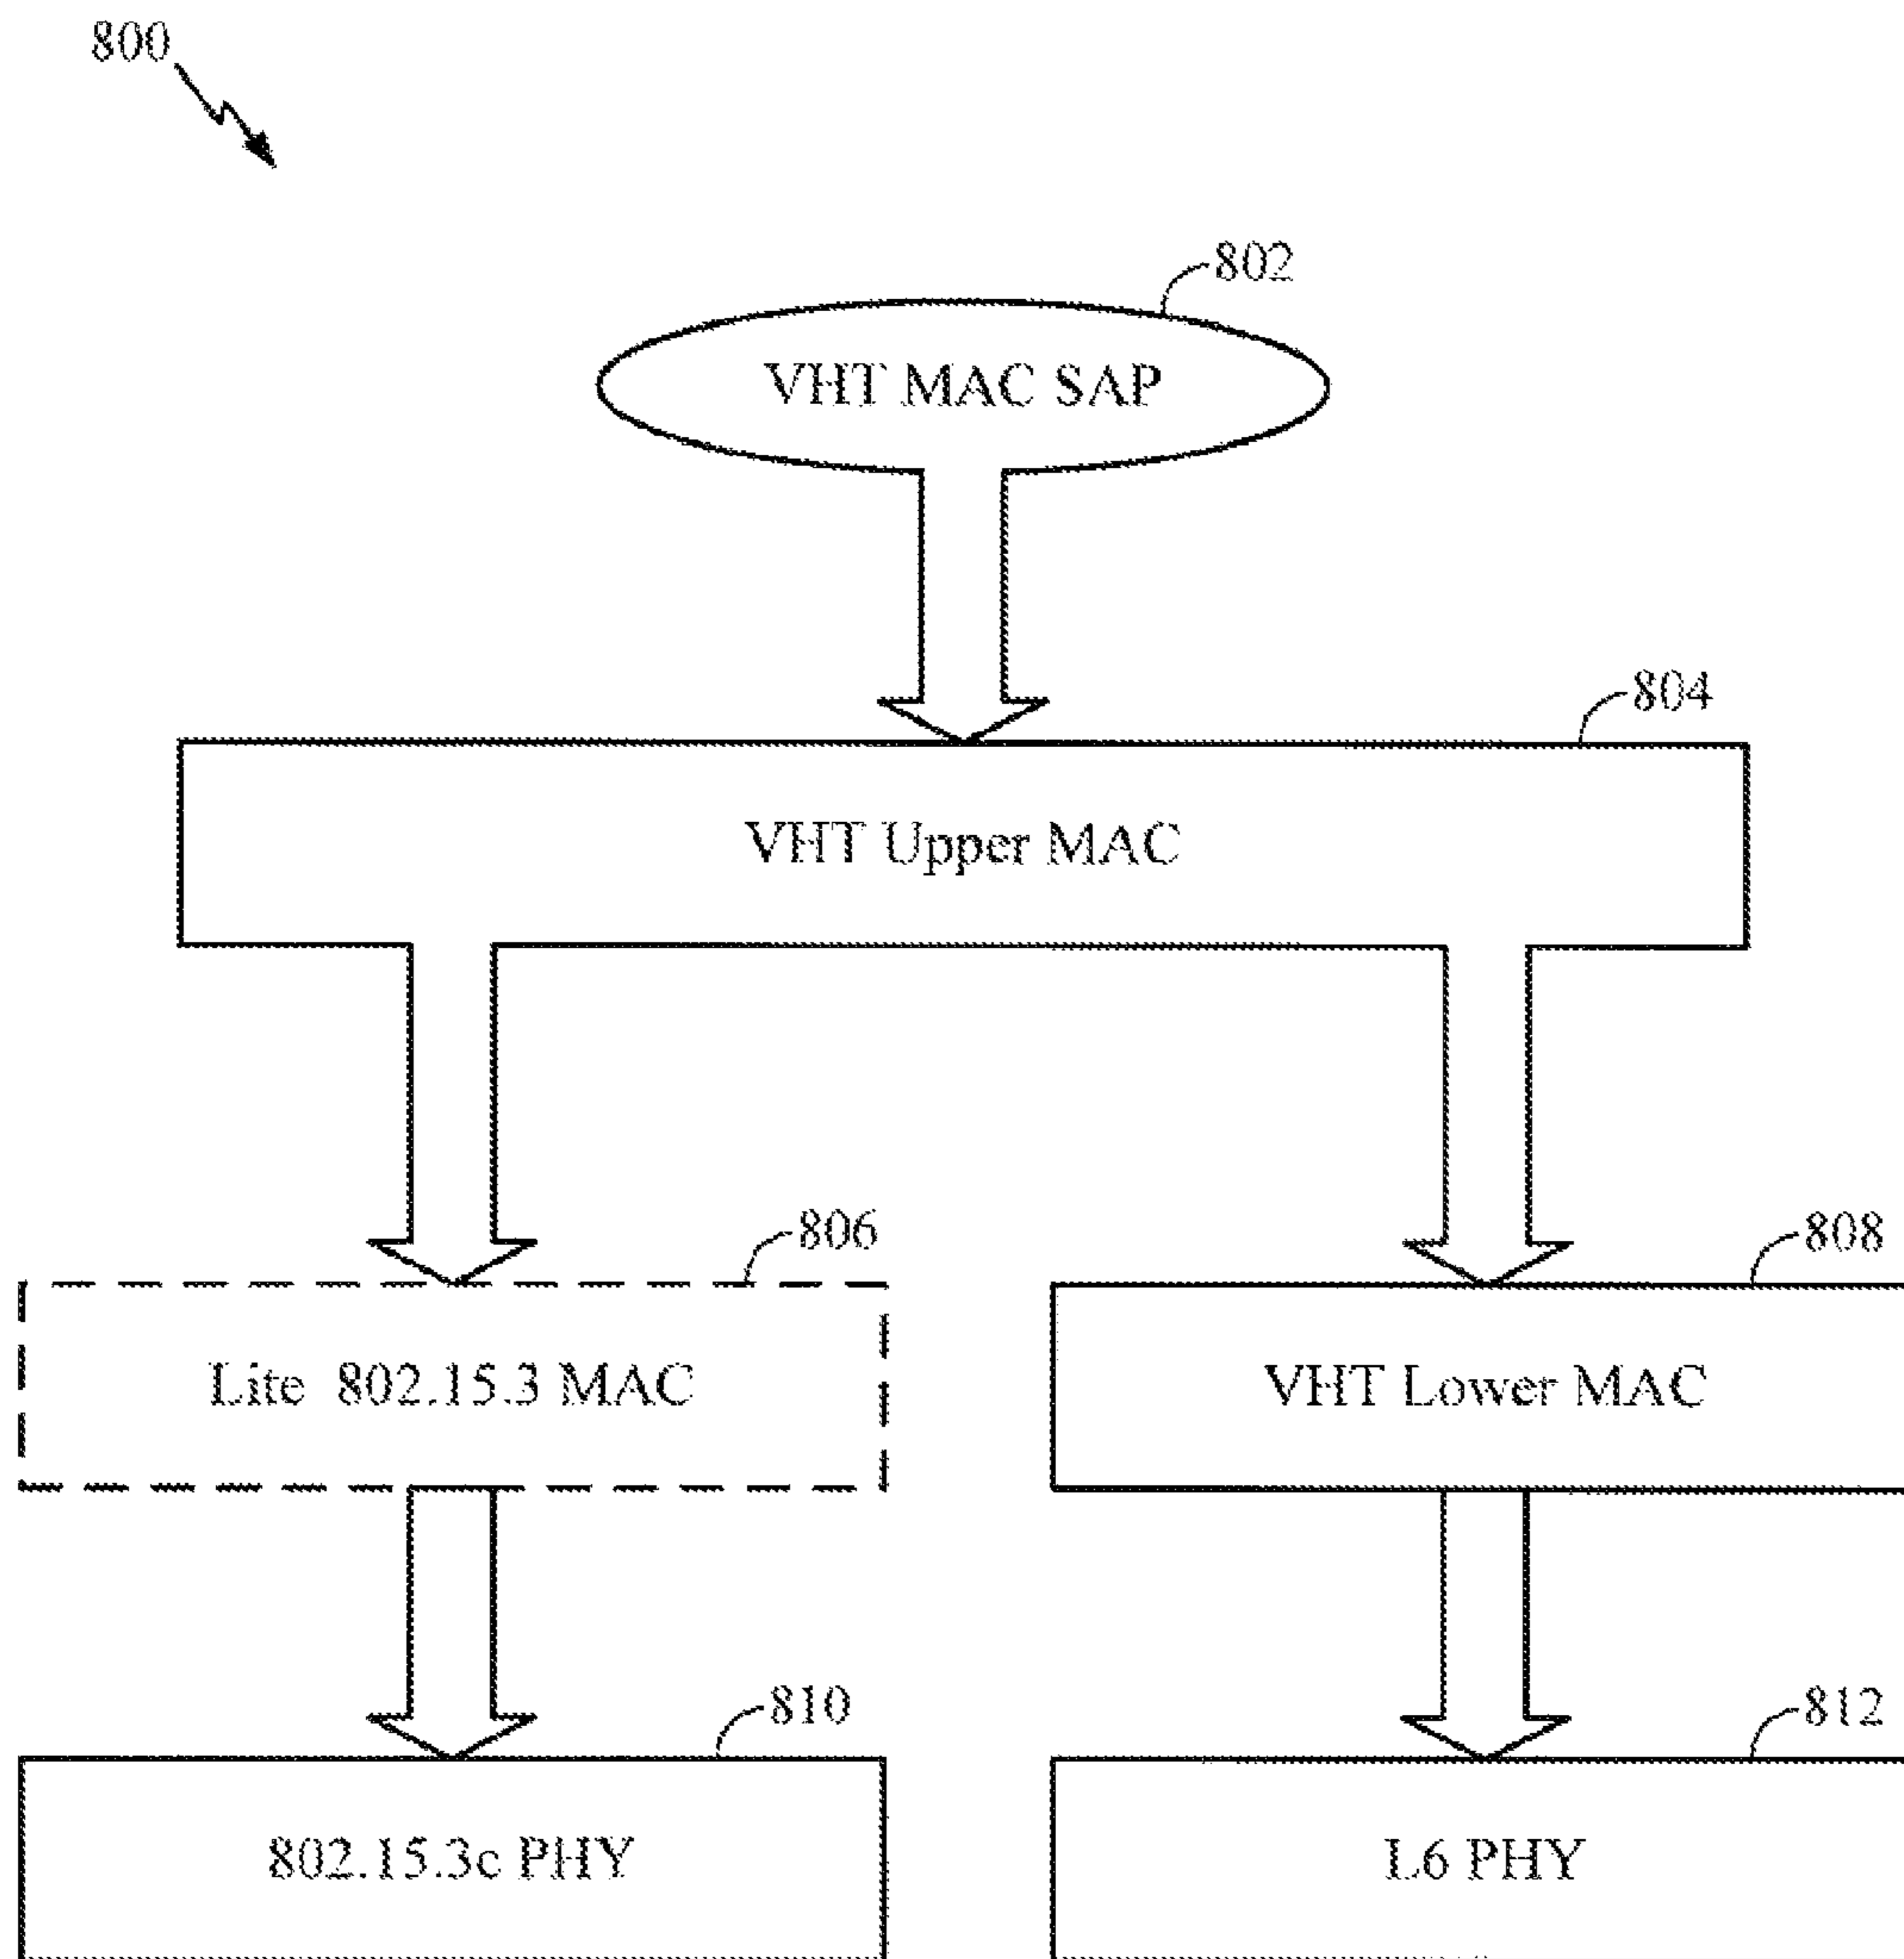 800
802
VHT MAC SAP
804
VHT Upper MAC
806
808
Lite 802.15.3 MAC
VHT Lower MAC
810
812
802.15.3c PHY
L6 PHY